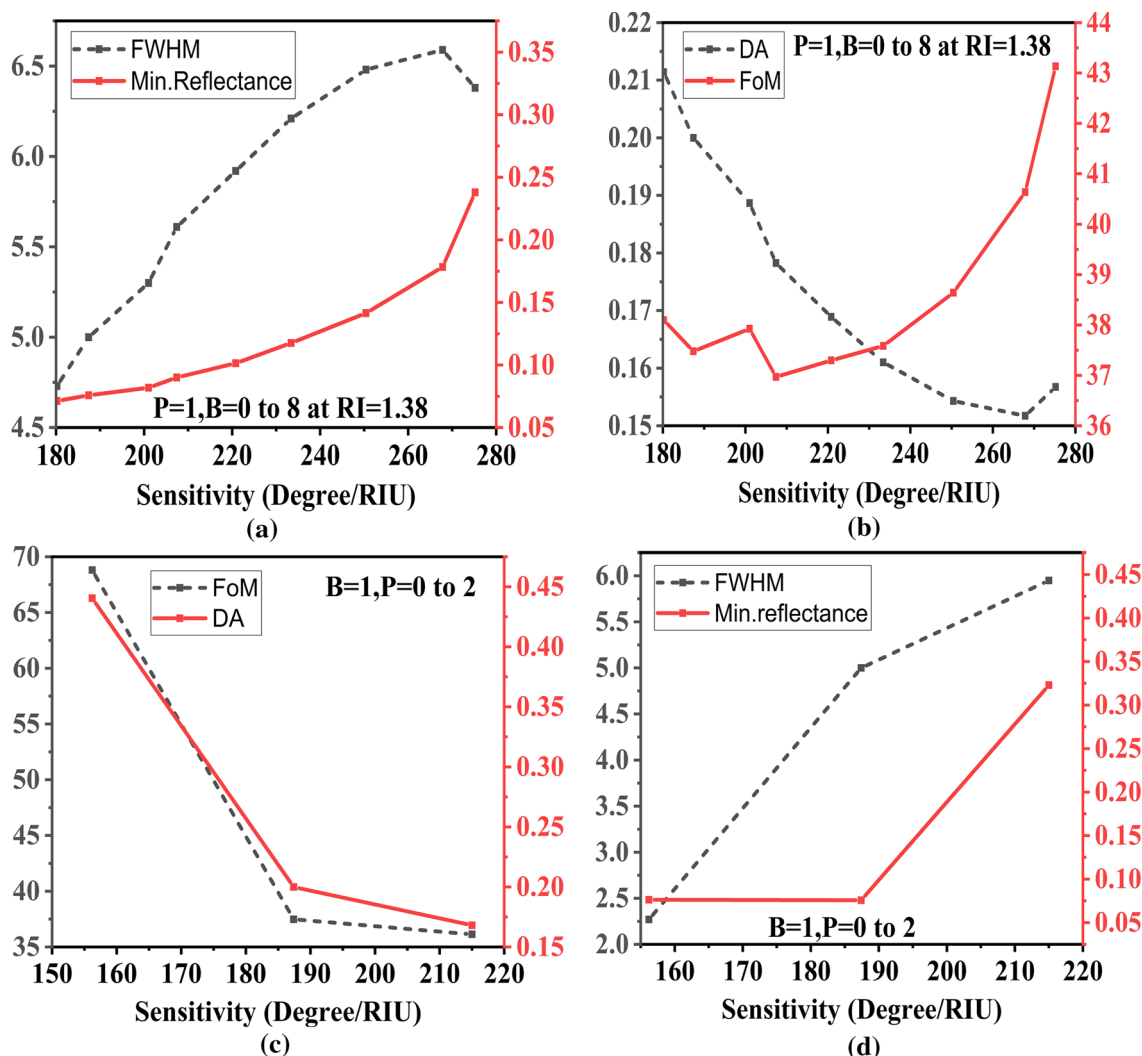 FWHM
Min.Reflectance
6.5
6.0
5.5
5.0
4.5
0.35
0.30
0.25
0.20
0.15
0.10
0.05
P=1,B=0 to 8 at RI=1.38
180 200 220 240 260 280
Sensitivity (Degree/RIU)
(a)
DA
FoM
P=1,B=0 to 8 at RI=1.38
0.22
0.21
0.20
0.19
0.18
0.17
0.16
0.15
44
43
42
41
40
39
38
37
36
180 200 220 240 260 280
Sensitivity (Degree/RIU)
(b)
FoM
DA
B=1,P=0 to 2
70
65
60
55
50
45
40
35
0.45
0.40
0.35
0.30
0.25
0.20
0.15
150 160 170 180 190 200 210 220
Sensitivity (Degree/RIU)
(c)
FWHM
Min.reflectance
6.0
5.5
5.0
4.5
4.0
3.5
3.0
2.5
2.0
0.45
0.40
0.35
0.30
0.25
0.20
0.15
0.10
0.05
B=1,P=0 to 2
160 170 180 190 200 210 220
Sensitivity (Degree/RIU)
(d)